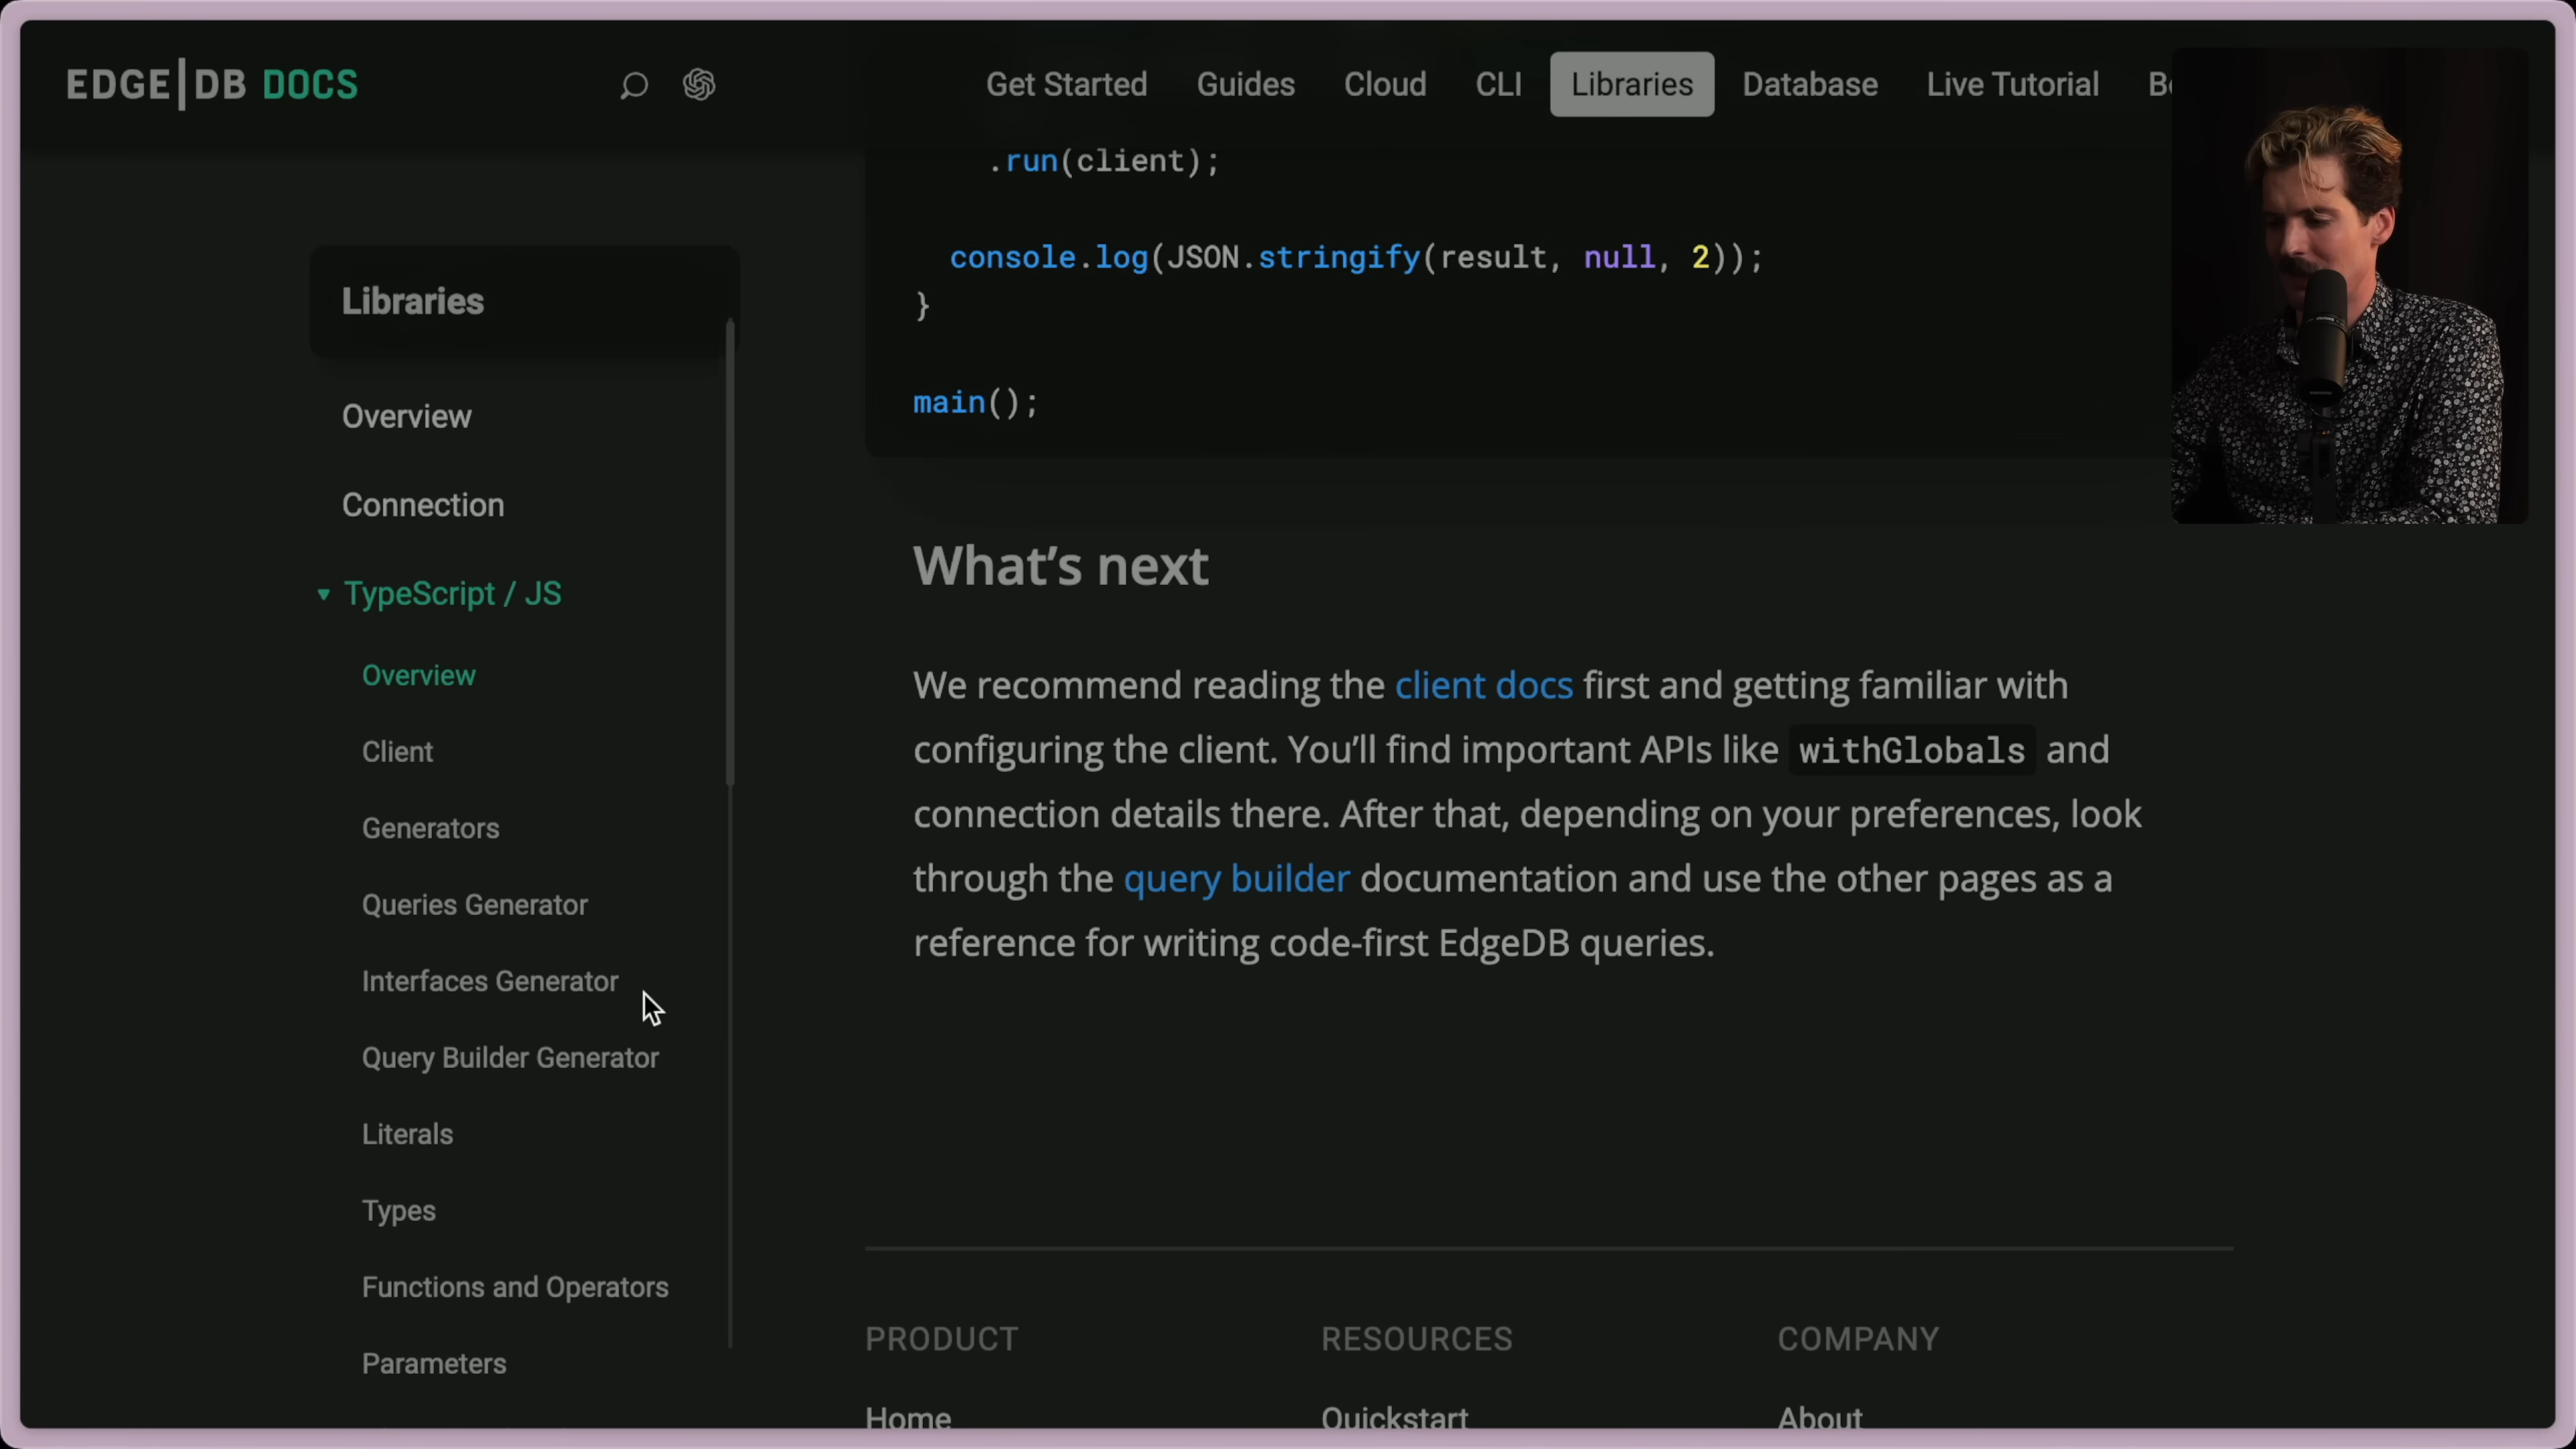 EDGE|DB DOCS
Get Started Guides Cloud CLI Libraries Database Live Tutorial
.run(client);
console.log(JSON.stringify(result, null, 2));
}
main();
Libraries
Overview
Connection
▼ TypeScript / JS
Overview
Client
Generators
Queries Generator
Interfaces Generator
Query Builder Generator
Literals
Types
Functions and Operators
Parameters
What’s next
We recommend reading the client docs first and getting familiar with
configuring the client. You’ll find important APIs like withGlobals and
connection details there. After that, depending on your preferences, look
through the query builder documentation and use the other pages as a
reference for writing code-first EdgeDB queries.
PRODUCT RESOURCES COMPANY
Home Quickstart About